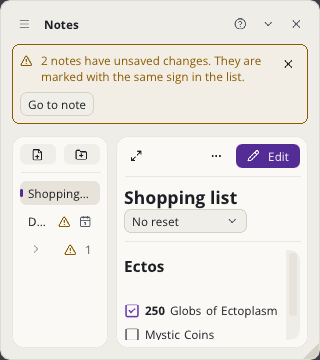 Notes
2 notes have unsaved changes. They are
marked with the same sign in the list.
Go to note
Edit
Shopping...
D...
1
Shopping list
No reset
Ectos
250 Globs of Ectoplasm
Mystic Coins